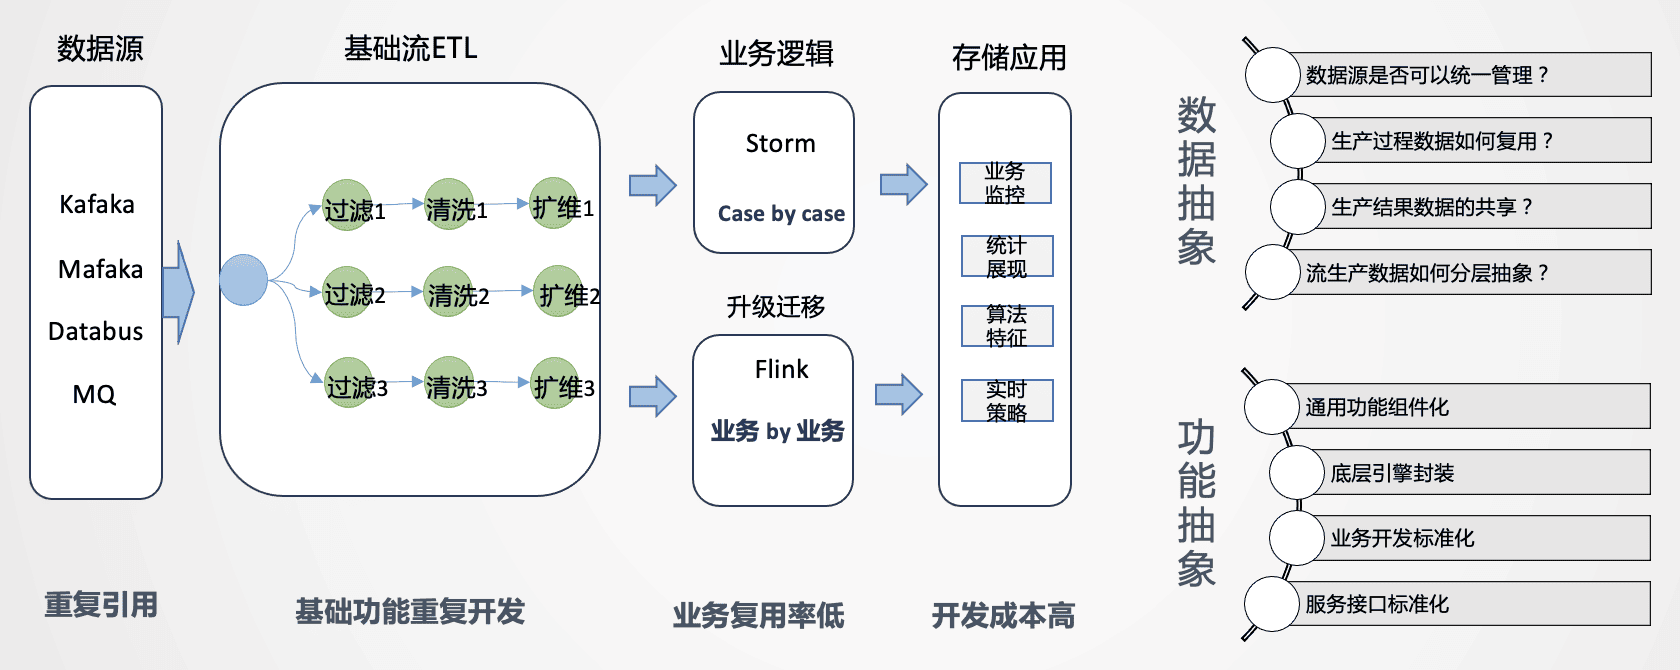 数据源
Kafaka
Mafaka
Databus
MQ
重复引用
基础流ETL
过滤1
清洗1
扩维1
过滤2
清洗2
扩维2
过滤3
清洗3
扩维3
基础功能重复开发
业务逻辑
Storm
Case by case
升级迁移
Flink
业务 by 业务
业务复用率低
存储应用
业务
监控
统计
展现
算法
特征
实时
策略
开发成本高
数据抽象
数据源是否可以统一管理？
生产过程数据如何复用？
生产结果数据的共享？
流生产数据如何分层抽象？
功能抽象
通用功能组件化
底层引擎封装
业务开发标准化
服务接口标准化